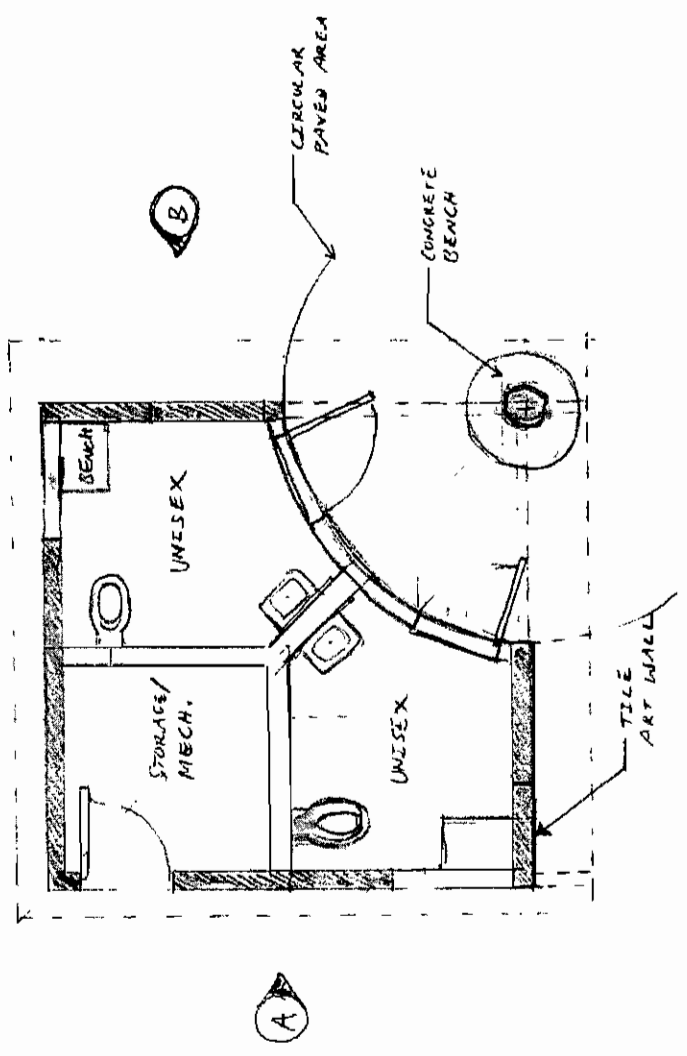 CIRCULAR
PAVED AREA
B
CONCRETE
BENCH
BENCH
UNISEX
STORAGE/
MECH.
UNISEX
TILE
ART WALL
A